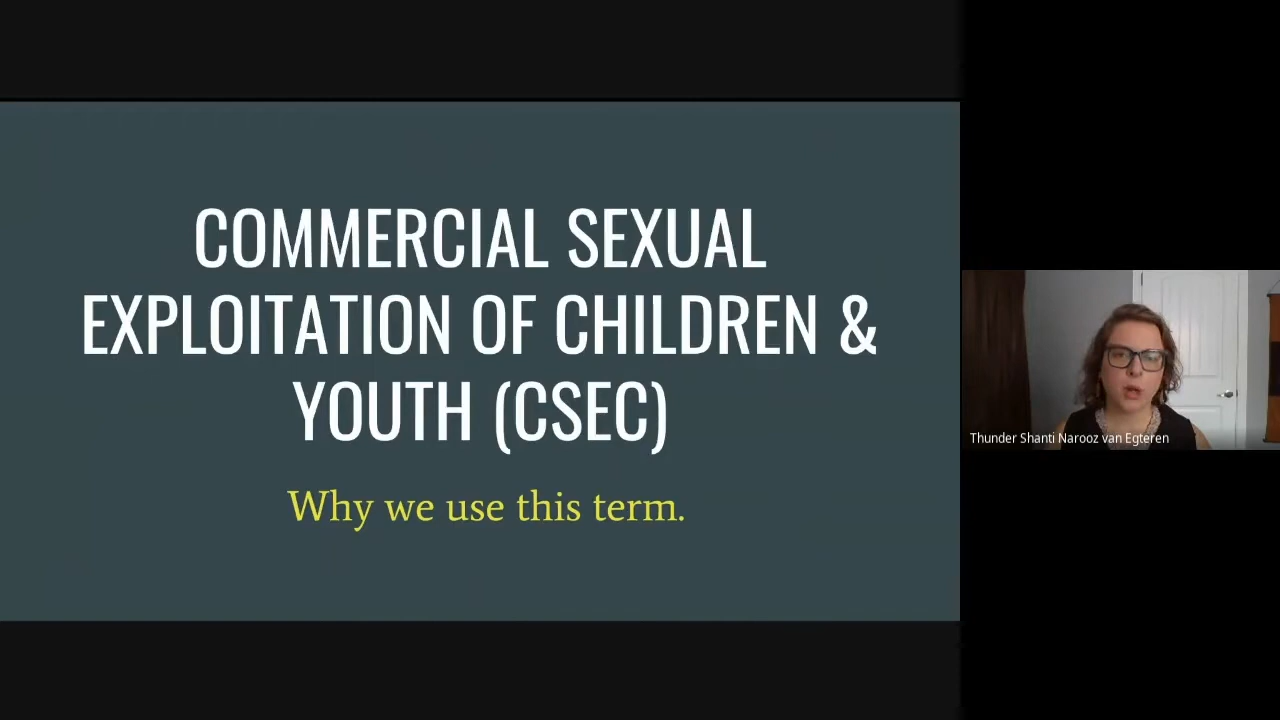 COMMERCIAL SEXUAL
EXPLOITATION OF CHILDREN &
YOUTH (CSEC)
Why we use this term.
Thunder Shanti Narooz van Egteren